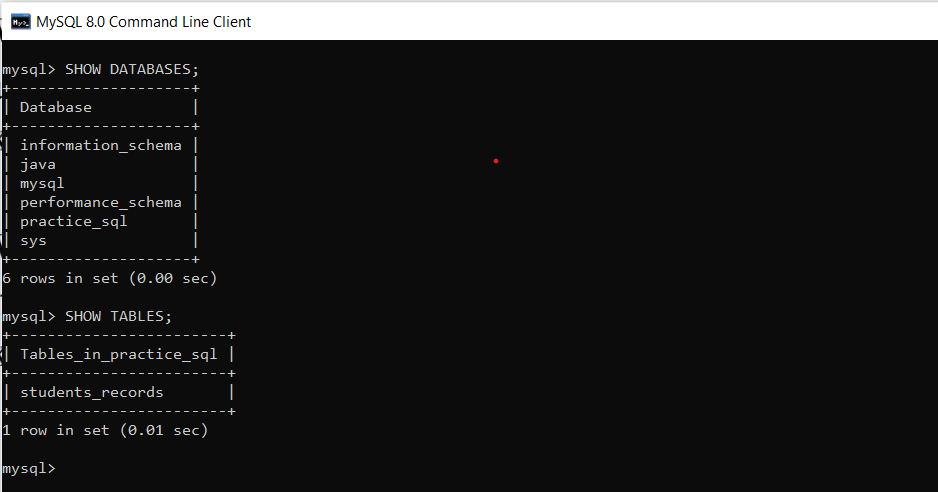 MySQL 8.0 Command Line Client
mysql> SHOW DATABASES;
+--------------------+
| Database           |
+--------------------+
| information_schema |
| java               |
| mysql              |
| performance_schema |
| practice_sql       |
| sys                |
+--------------------+
6 rows in set (0.00 sec)
mysql> SHOW TABLES;
+------------------------+
| Tables_in_practice_sql |
+------------------------+
| students_records       |
+------------------------+
1 row in set (0.01 sec)
mysql>